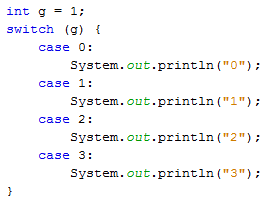 int g = 1;
switch (g) {
    case 0:
        System.out.println("0");
    case 1:
        System.out.println("1");
    case 2:
        System.out.println("2");
    case 3:
        System.out.println("3");
}